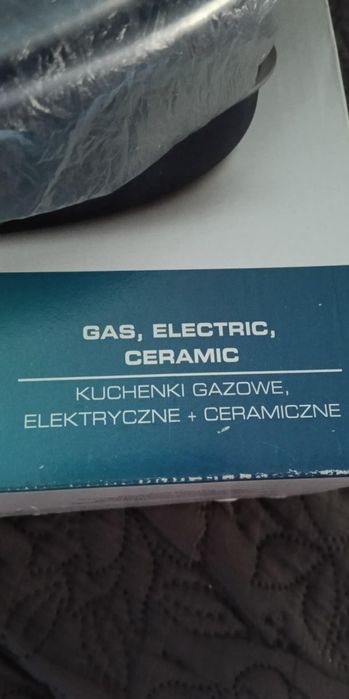 GAS, ELECTRIC,
CERAMIC
KUCHENKI GAZOWE,
ELEKTRYCZNE + CERAMICZNE